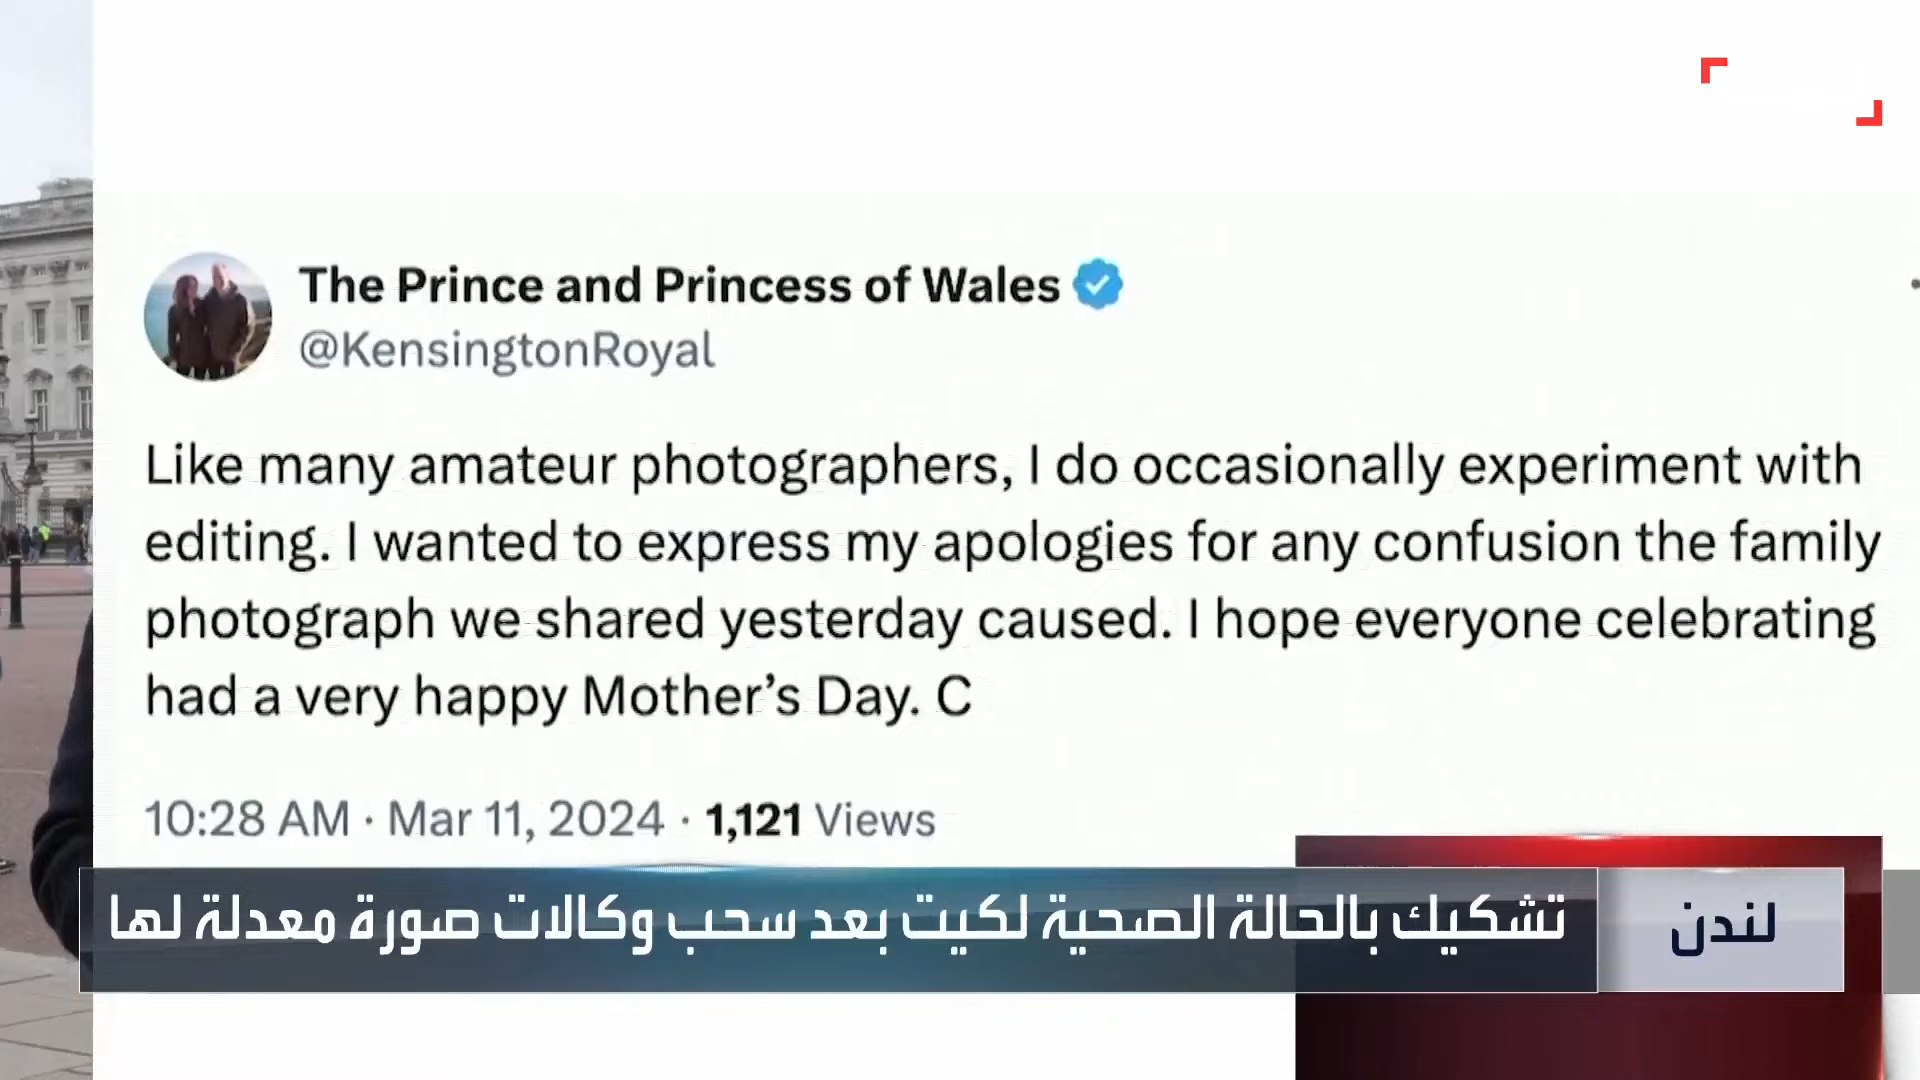 The Prince and Princess of Wales
@KensingtonRoyal
Like many amateur photographers, I do occasionally experiment with
editing. I wanted to express my apologies for any confusion the family
photograph we shared yesterday caused. I hope everyone celebrating
had a very happy Mother’s Day. C
10:28 AM · Mar 11, 2024 · 1,121 Views
لندن
تشكيك بالحالة الصحية لكيت بعد سحب وكالات صورة معدلة لها